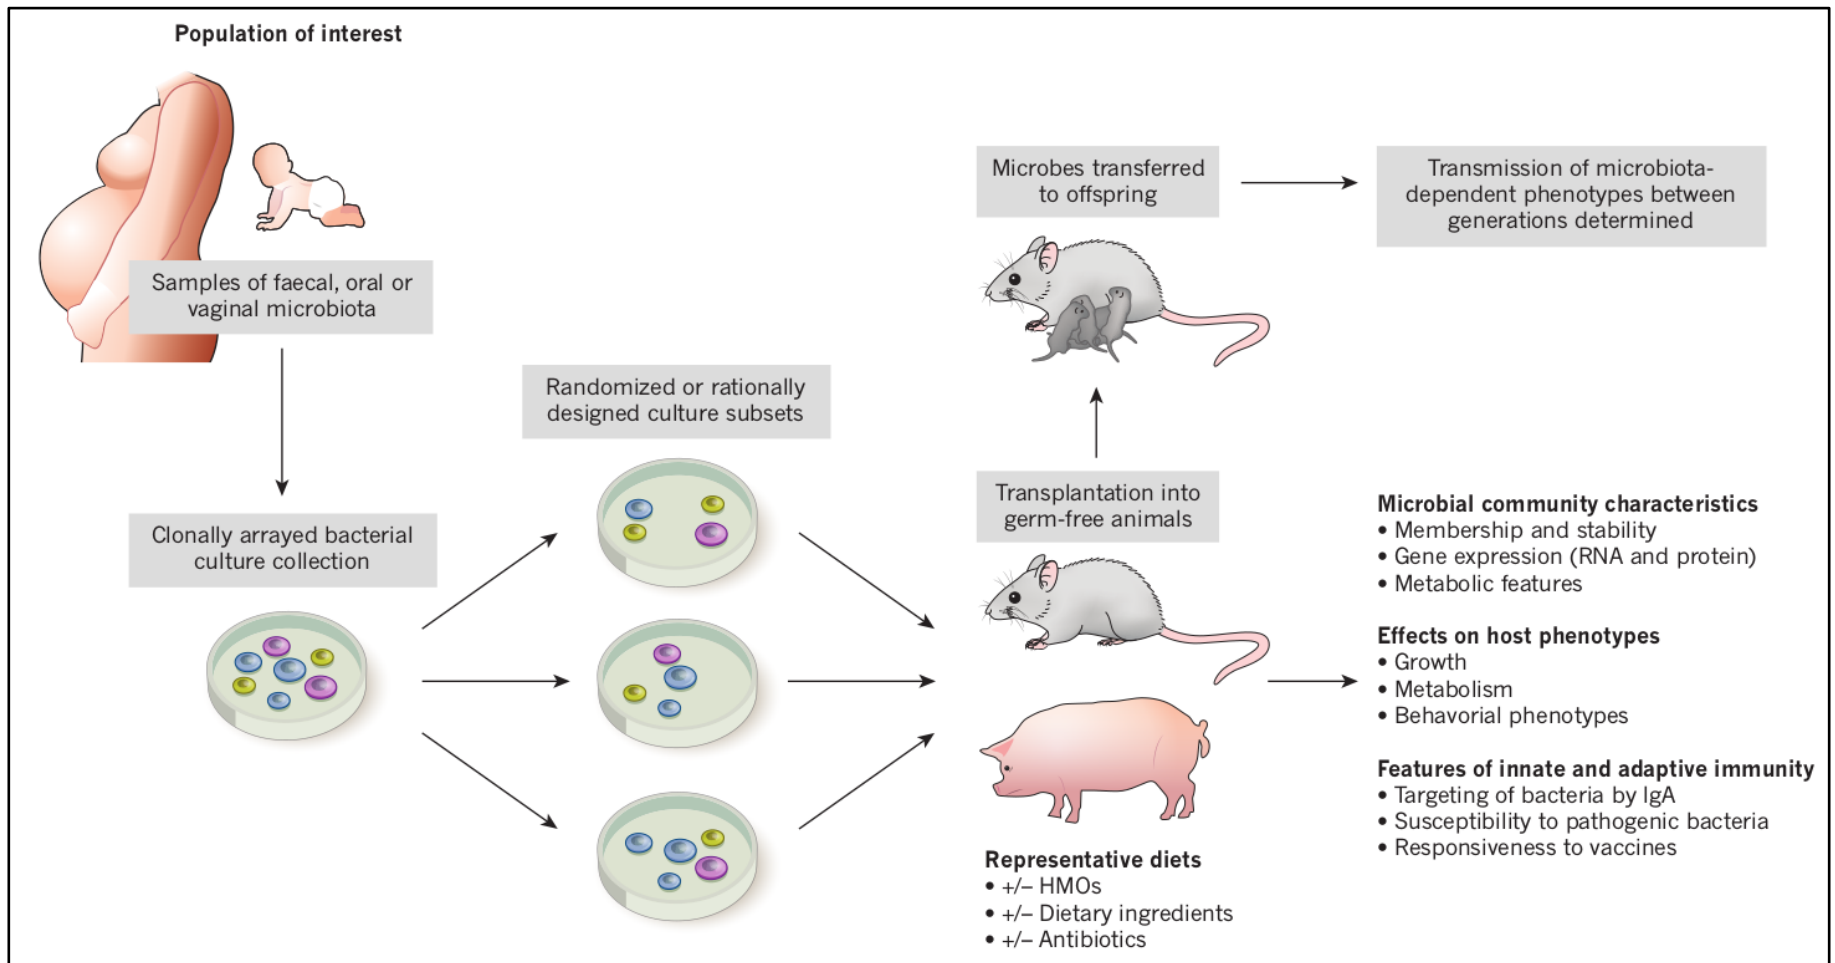 Population of interest
Samples of faecal, oral or
vaginal microbiota
Clonally arrayed bacterial
culture collection
Randomized or rationally
designed culture subsets
Microbes transferred
to offspring
Transmission of microbiota-
dependent phenotypes between
generations determined
Transplantation into
germ-free animals
Representative diets
• +/– HMOs
• +/– Dietary ingredients
• +/– Antibiotics
Microbial community characteristics
• Membership and stability
• Gene expression (RNA and protein)
• Metabolic features
Effects on host phenotypes
• Growth
• Metabolism
• Behavorial phenotypes
Features of innate and adaptive immunity
• Targeting of bacteria by IgA
• Susceptibility to pathogenic bacteria
• Responsiveness to vaccines